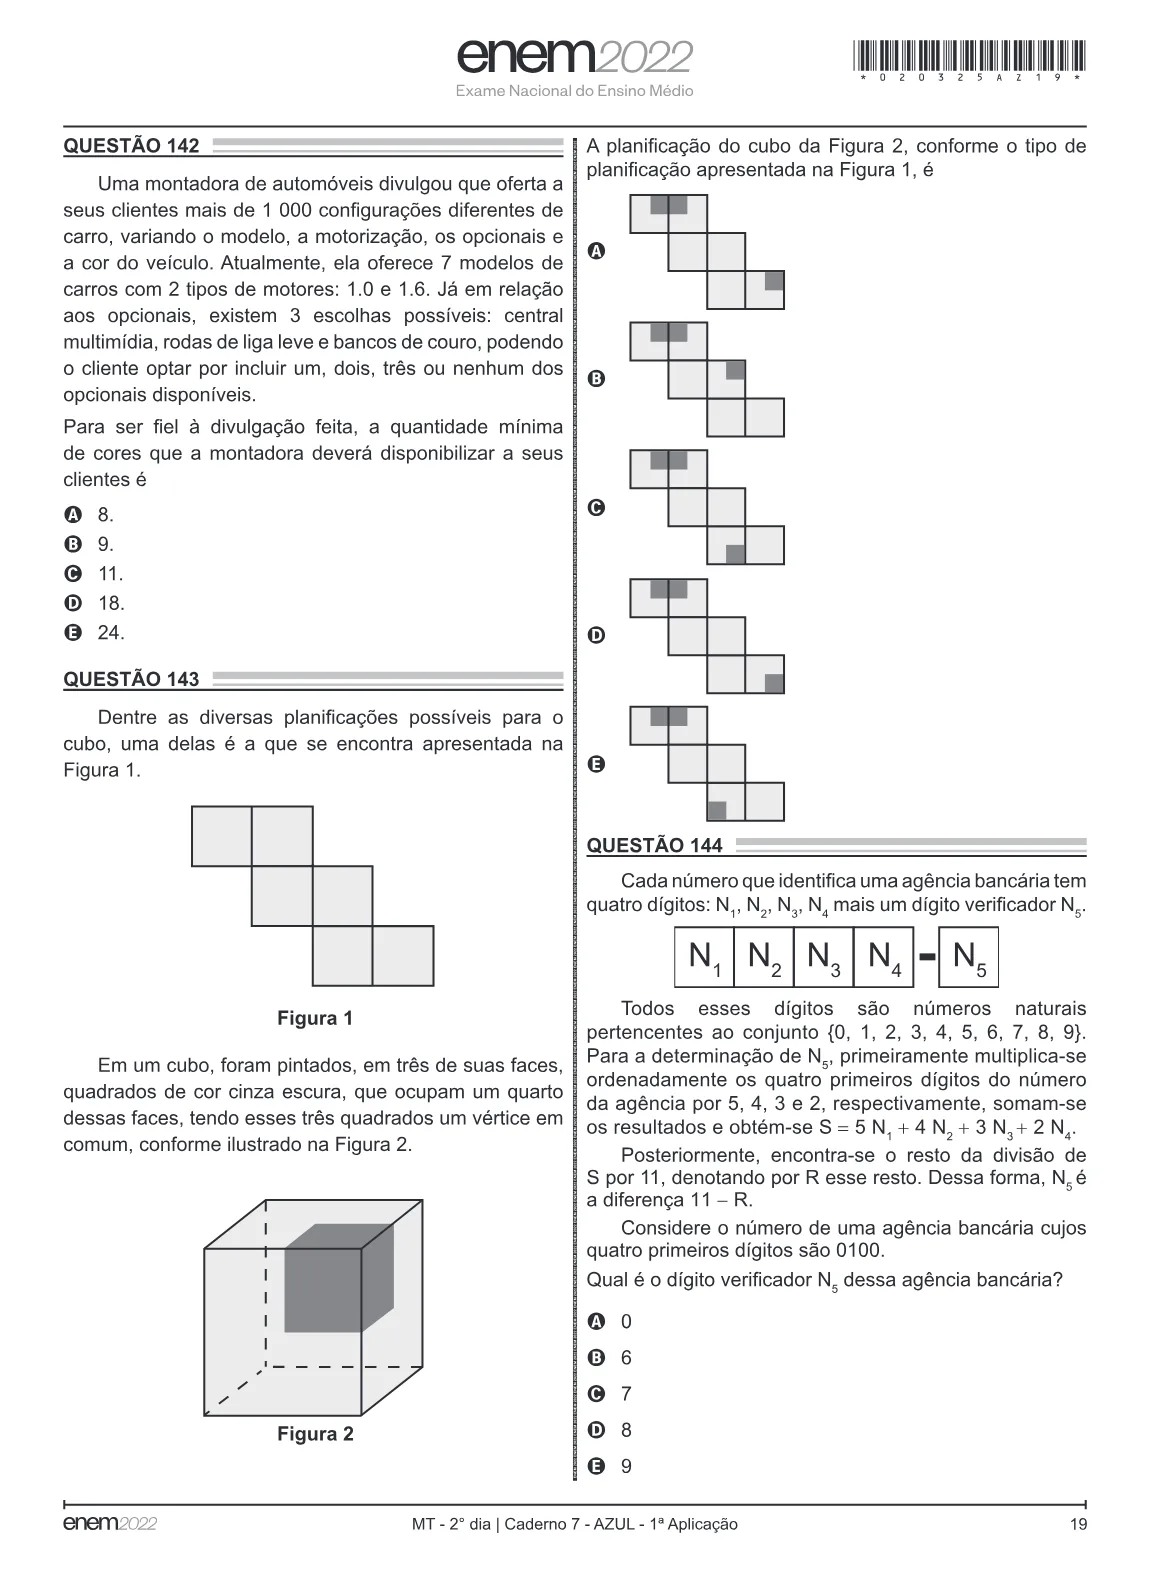 enem2022
Exame Nacional do Ensino Médio
*020325AZ19*
QUESTÃO 142
Uma montadora de automóveis divulgou que oferta a
seus clientes mais de 1 000 configurações diferentes de
carro, variando o modelo, a motorização, os opcionais e
a cor do veículo. Atualmente, ela oferece 7 modelos de
carros com 2 tipos de motores: 1.0 e 1.6. Já em relação
aos opcionais, existem 3 escolhas possíveis: central
multimídia, rodas de liga leve e bancos de couro, podendo
o cliente optar por incluir um, dois, três ou nenhum dos
opcionais disponíveis.
Para ser fiel à divulgação feita, a quantidade mínima
de cores que a montadora deverá disponibilizar a seus
clientes é
A 8.
B 9.
C 11.
D 18.
E 24.
QUESTÃO 143
Dentre as diversas planificações possíveis para o
cubo, uma delas é a que se encontra apresentada na
Figura 1.
Figura 1
Em um cubo, foram pintados, em três de suas faces,
quadrados de cor cinza escura, que ocupam um quarto
dessas faces, tendo esses três quadrados um vértice em
comum, conforme ilustrado na Figura 2.
Figura 2
A planificação do cubo da Figura 2, conforme o tipo de
planificação apresentada na Figura 1, é
A
B
C
D
E
QUESTÃO 144
Cada número que identifica uma agência bancária tem
quatro dígitos: N1, N2, N3, N4 mais um dígito verificador N5.
N1 N2 N3 N4 - N5
Todos esses dígitos são números naturais
pertencentes ao conjunto {0, 1, 2, 3, 4, 5, 6, 7, 8, 9}.
Para a determinação de N5, primeiramente multiplica-se
ordenadamente os quatro primeiros dígitos do número
da agência por 5, 4, 3 e 2, respectivamente, somam-se
os resultados e obtém-se S = 5 N1 + 4 N2 + 3 N3 + 2 N4.
Posteriormente, encontra-se o resto da divisão de
S por 11, denotando por R esse resto. Dessa forma, N5 é
a diferença 11 − R.
Considere o número de uma agência bancária cujos
quatro primeiros dígitos são 0100.
Qual é o dígito verificador N5 dessa agência bancária?
A 0
B 6
C 7
D 8
E 9
enem2022
MT - 2° dia | Caderno 7 - AZUL - 1ª Aplicação
19